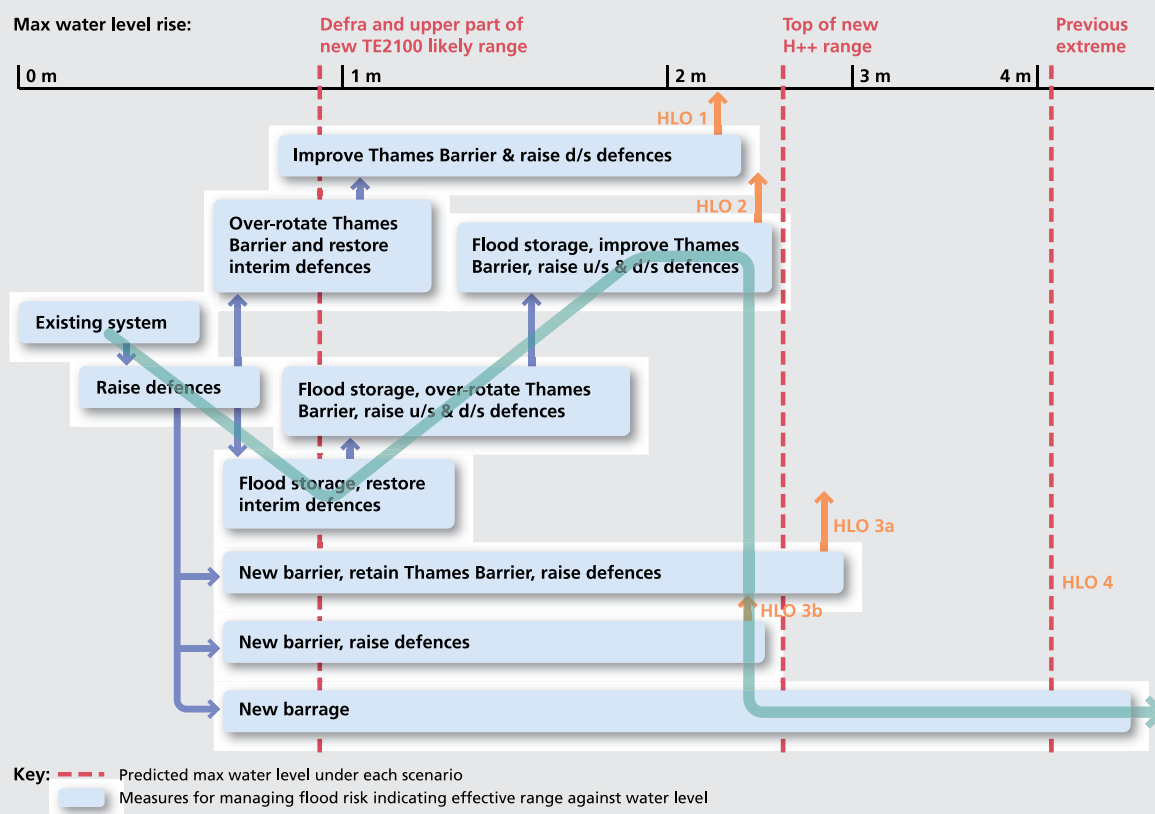 Max water level rise:
Defra and upper part of
new TE2100 likely range
Top of new
H++ range
Previous
extreme
0 m
1 m
2 m
3 m
4 m
HLO 1
Improve Thames Barrier & raise d/s defences
HLO 2
Over-rotate Thames
Barrier and restore
interim defences
Flood storage, improve Thames
Barrier, raise u/s & d/s defences
Existing system
Raise defences
Flood storage, over-rotate Thames
Barrier, raise u/s & d/s defences
Flood storage, restore
interim defences
HLO 3a
New barrier, retain Thames Barrier, raise defences
HLO 4
HLO 3b
New barrier, raise defences
New barrage
Key:
Predicted max water level under each scenario
Measures for managing flood risk indicating effective range against water level